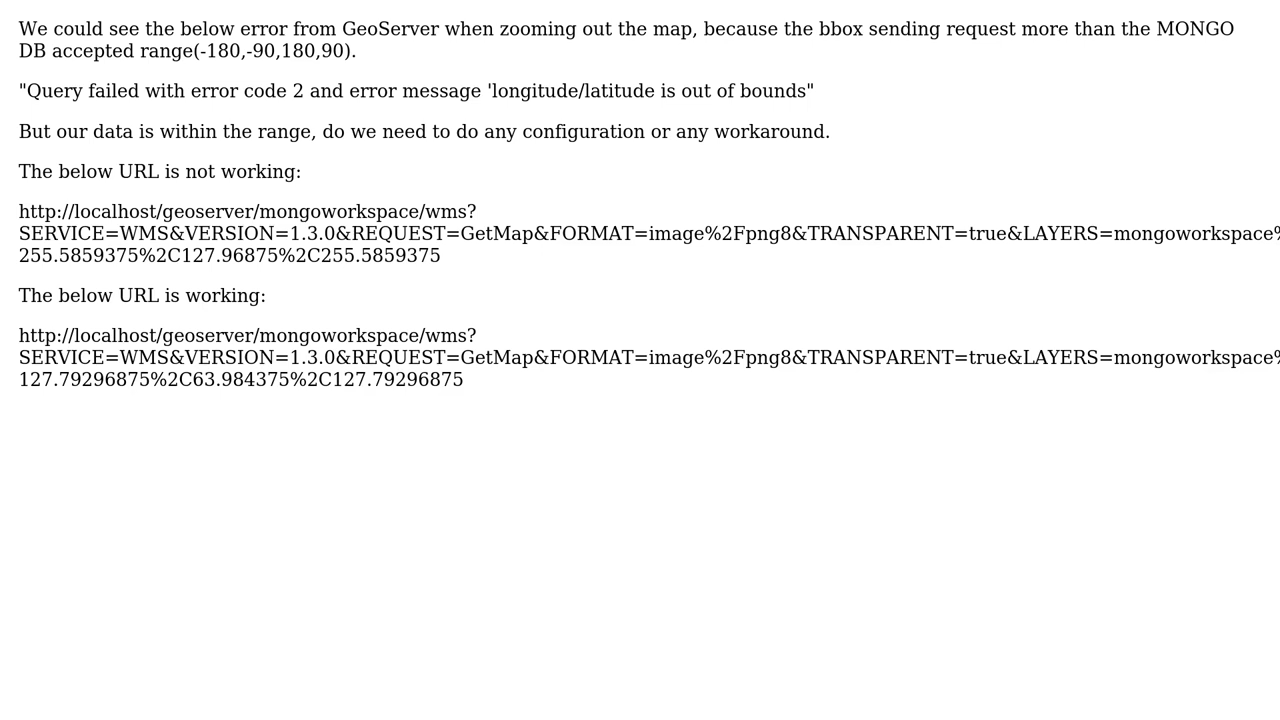 We could see the below error from GeoServer when zooming out the map, because the bbox sending request more than the MONGO
DB accepted range(-180,-90,180,90).
"Query failed with error code 2 and error message 'longitude/latitude is out of bounds"
But our data is within the range, do we need to do any configuration or any workaround.
The below URL is not working:
http://localhost/geoserver/mongoworkspace/wms?
SERVICE=WMS&VERSION=1.3.0&REQUEST=GetMap&FORMAT=image%2Fpng8&TRANSPARENT=true&LAYERS=mongoworkspace%
255.5859375%2C127.96875%2C255.5859375
The below URL is working:
http://localhost/geoserver/mongoworkspace/wms?
SERVICE=WMS&VERSION=1.3.0&REQUEST=GetMap&FORMAT=image%2Fpng8&TRANSPARENT=true&LAYERS=mongoworkspace%
127.79296875%2C63.984375%2C127.79296875